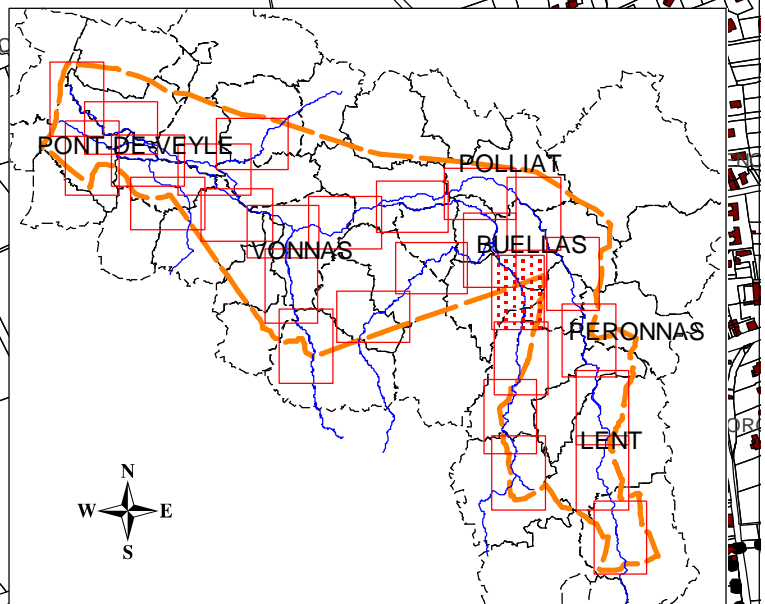 PONT DE VEYLE
POLLIAT
BUELLAS
VONNAS
PERONNAS
LENT
N
W E
S